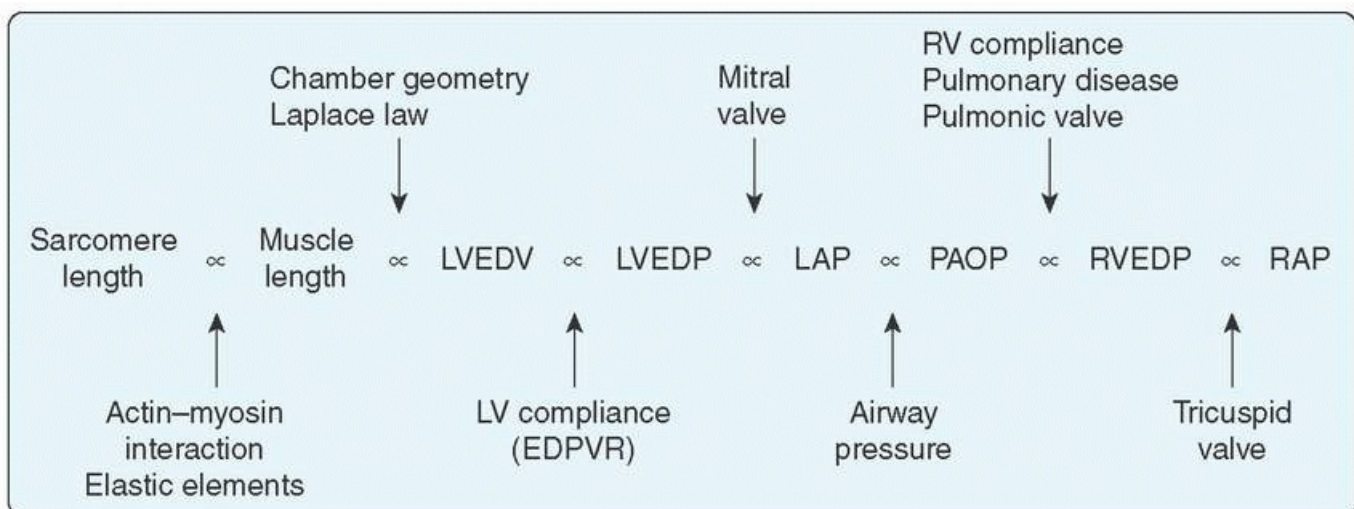 Chamber geometry
Laplace law
Mitral
valve
RV compliance
Pulmonary disease
Pulmonic valve
Sarcomere
length
∝
Muscle
length
∝ LVEDV ∝ LVEDP ∝ LAP ∝ PAOP ∝ RVEDP ∝ RAP
Actin–myosin
interaction
Elastic elements
LV compliance
(EDPVR)
Airway
pressure
Tricuspid
valve